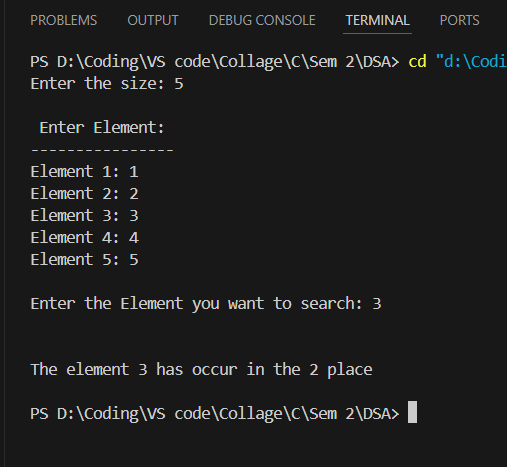 PROBLEMS OUTPUT DEBUG CONSOLE TERMINAL PORTS
PS D:\Coding\VS code\Collage\C\Sem 2\DSA> cd "d:\Codi
Enter the size: 5
Enter Element:
----------------
Element 1: 1
Element 2: 2
Element 3: 3
Element 4: 4
Element 5: 5
Enter the Element you want to search: 3
The element 3 has occur in the 2 place
PS D:\Coding\VS code\Collage\C\Sem 2\DSA>